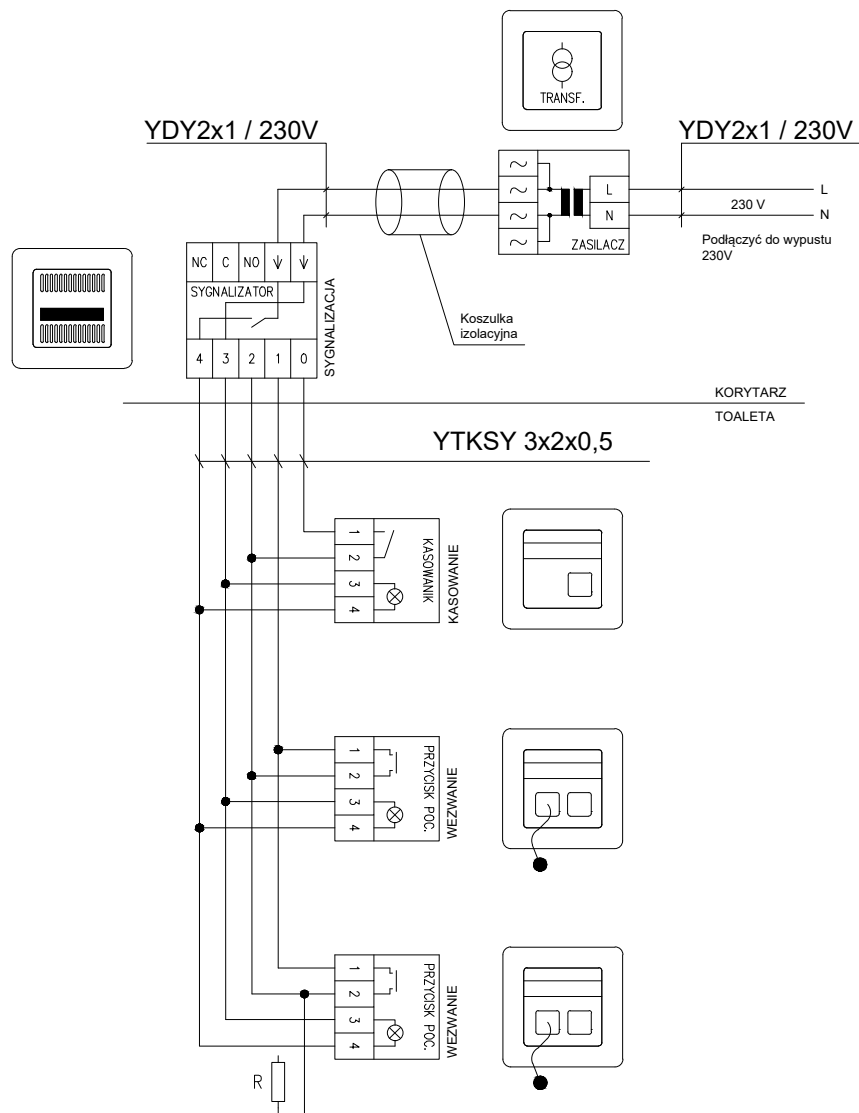 TRANSF.
YDY2x1 / 230V
YDY2x1 / 230V
~
~
~
~
L
N
ZASILACZ
230 V
L
N
Podłączyć do wypustu
230V
Koszulka
izolacyjna
NC C NO ↓ ↓
SYGNALIZATOR
4 3 2 1 0
SYGNALIZACJA
KORYTARZ
TOALETA
YTKSY 3x2x0,5
1
2
3
4
KASOWANIK
KASOWANIE
1
2
3
4
PRZYCISK POC.
WEZWANIE
1
2
3
4
PRZYCISK POC.
WEZWANIE
R